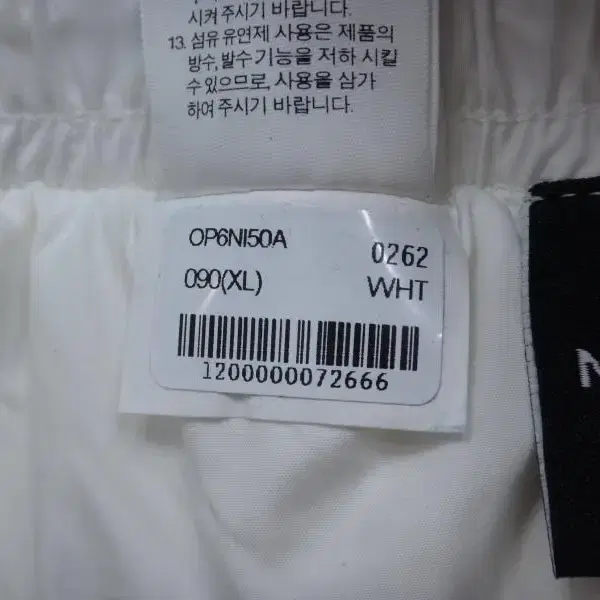 시켜 주시기 바랍니다.
13. 섬유 유연제 사용은 제품의
방수, 발수 기능을 저하 시킬
수 있으므로, 사용을 삼가
하여 주시기 바랍니다.
OP6NI50A 0262
090(XL) WHT
1200000072666
N